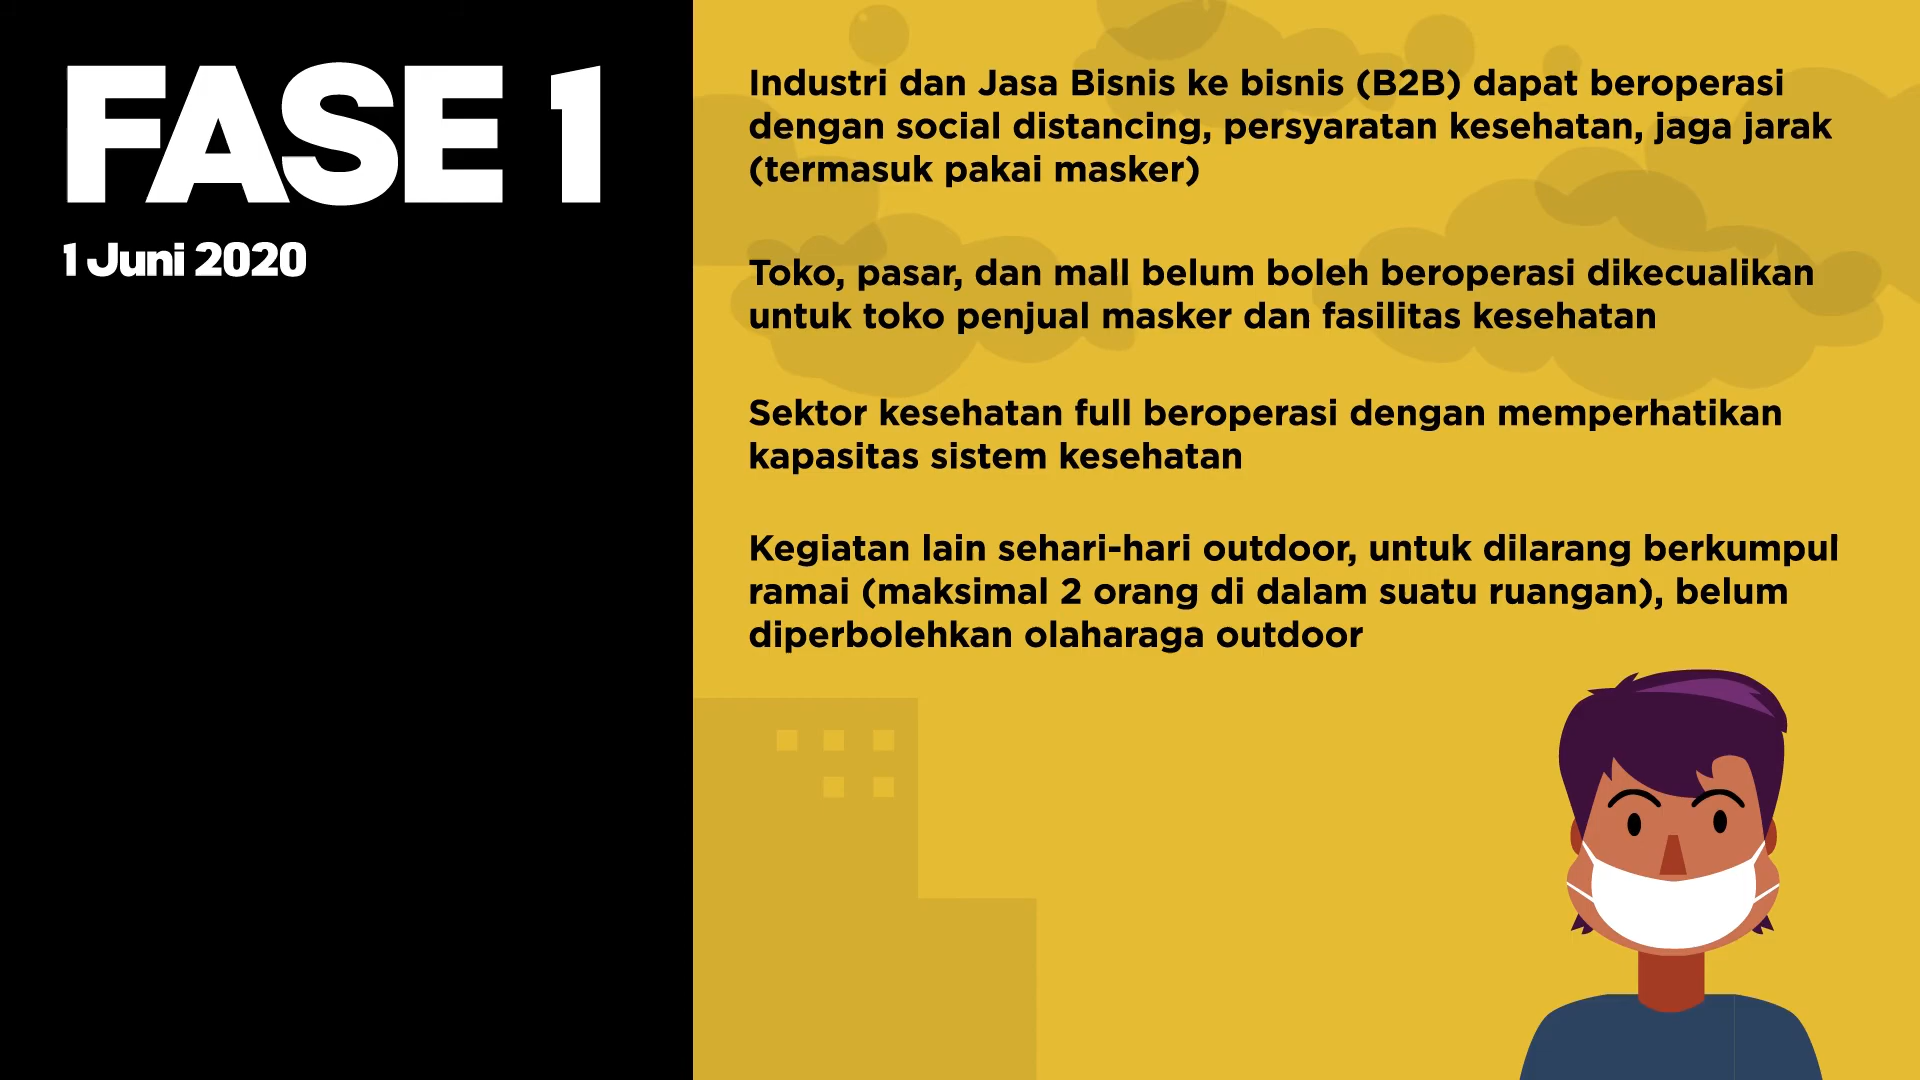 FASE 1
1 Juni 2020
Industri dan Jasa Bisnis ke bisnis (B2B) dapat beroperasi
dengan social distancing, persyaratan kesehatan, jaga jarak
(termasuk pakai masker)
Toko, pasar, dan mall belum boleh beroperasi dikecualikan
untuk toko penjual masker dan fasilitas kesehatan
Sektor kesehatan full beroperasi dengan memperhatikan
kapasitas sistem kesehatan
Kegiatan lain sehari-hari outdoor, untuk dilarang berkumpul
ramai (maksimal 2 orang di dalam suatu ruangan), belum
diperbolehkan olaharaga outdoor